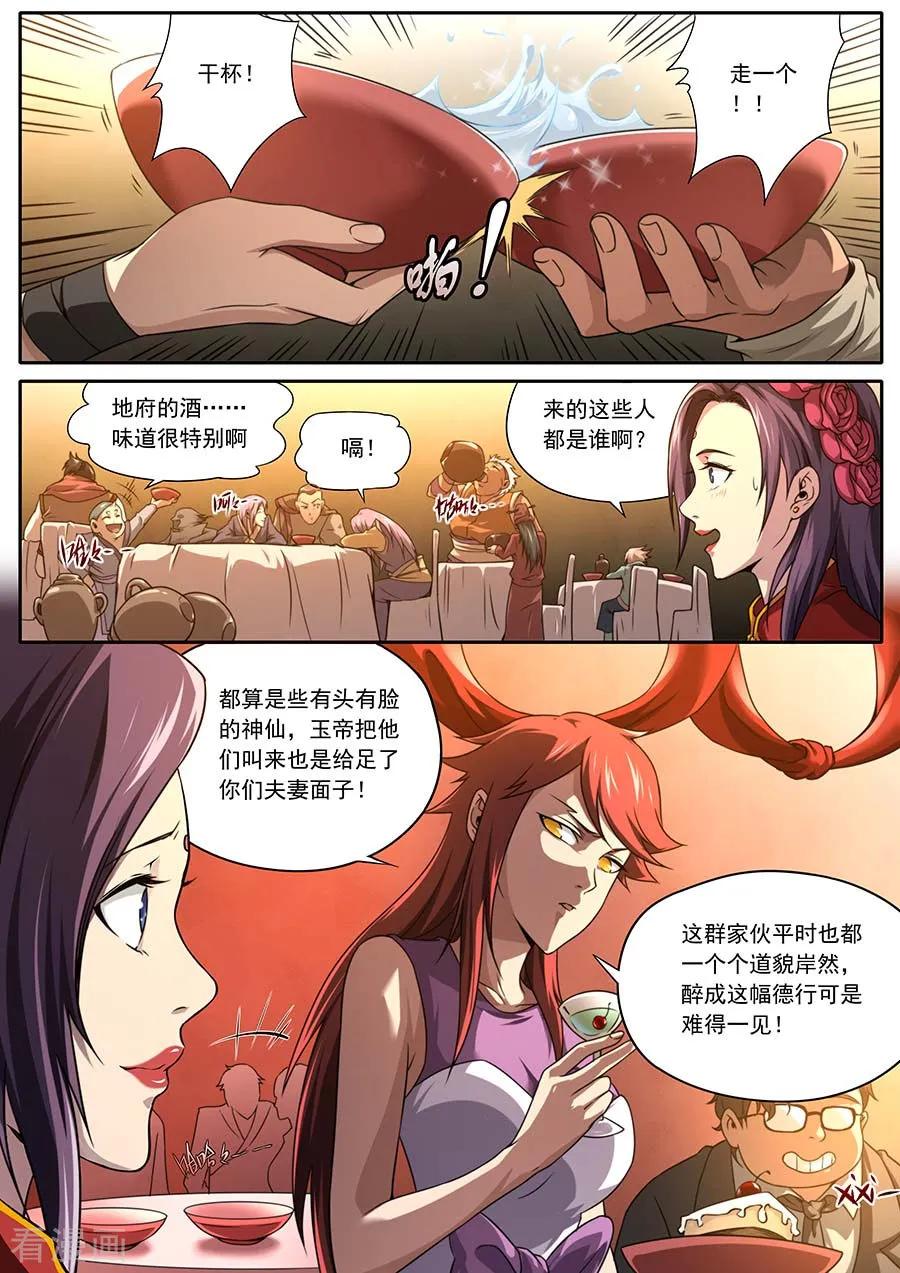 干杯！
走一个
！！
啪！
地府的酒……
味道很特别啊
嗝！
来的这些人
都是谁啊？
都算是些有头有脸
的神仙，玉帝把他
们叫来也是给足了
你们夫妻面子！
这群家伙平时也都
一个个道貌岸然，
醉成这幅德行可是
难得一见！
哈哈
XiXi
看漫画